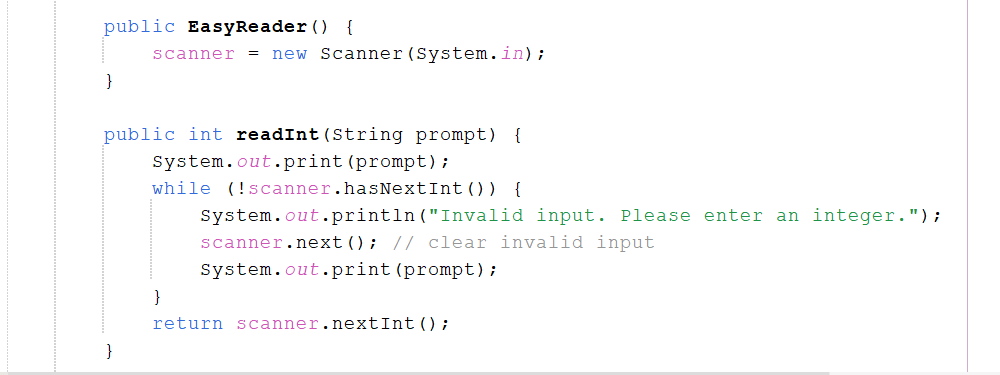 public EasyReader() {
scanner = new Scanner(System.in);
}
public int readInt(String prompt) {
System.out.print(prompt);
while (!scanner.hasNextInt()) {
System.out.println("Invalid input. Please enter an integer.");
scanner.next(); // clear invalid input
System.out.print(prompt);
}
return scanner.nextInt();
}